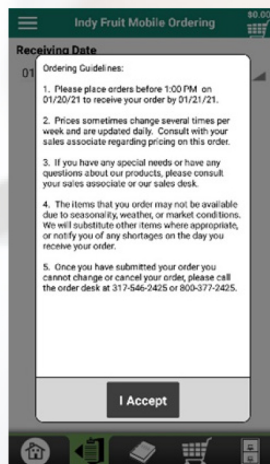 Indy Fruit Mobile Ordering
$0.00
Receiving Date
01
Ordering Guidelines:
1. Please place orders before 1:00 PM on
01/20/21 to receive your order by 01/21/21.
2. Prices sometimes change several times per
week and are updated daily. Consult with your
sales associate regarding pricing on this order.
3. If you have any special needs or have any
questions about our products, please consult
your sales associate or our sales desk.
4. The items that you order may not be available
due to seasonality, weather, or market conditions.
We will substitute other items where appropriate,
or notify you of any shortages on the day you
receive your order.
5. Once you have submitted your order you
cannot change or cancel your order, please call
the order desk at 317-546-2425 or 800-377-2425.
I Accept